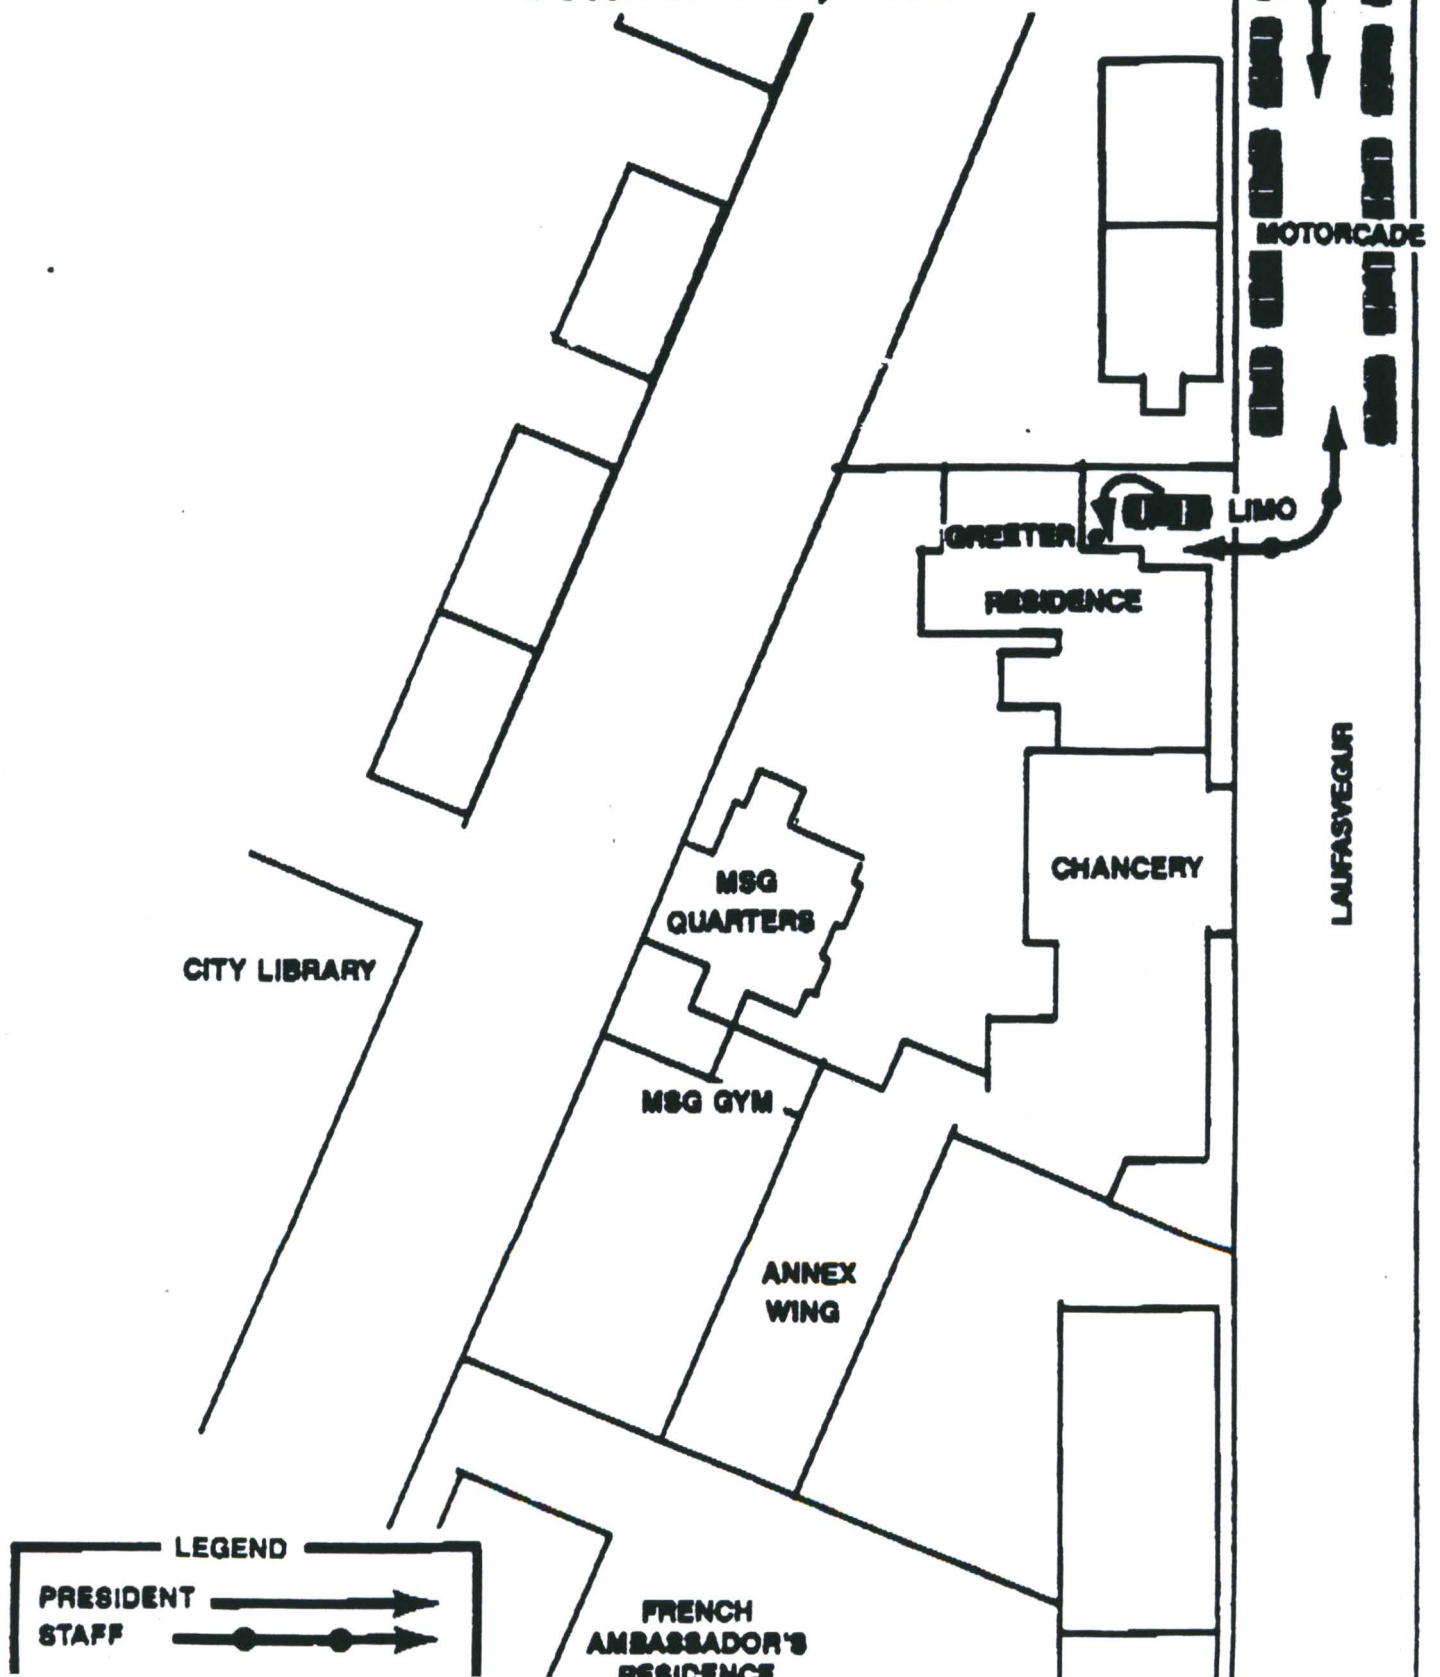 MOTORCADE
LIMO
GREETER
RESIDENCE
LAUFASVEGUR
CHANCERY
MSG
QUARTERS
CITY LIBRARY
MSG GYM
ANNEX
WING
LEGEND
PRESIDENT
STAFF
FRENCH
AMBASSADOR'S
RESIDENCE